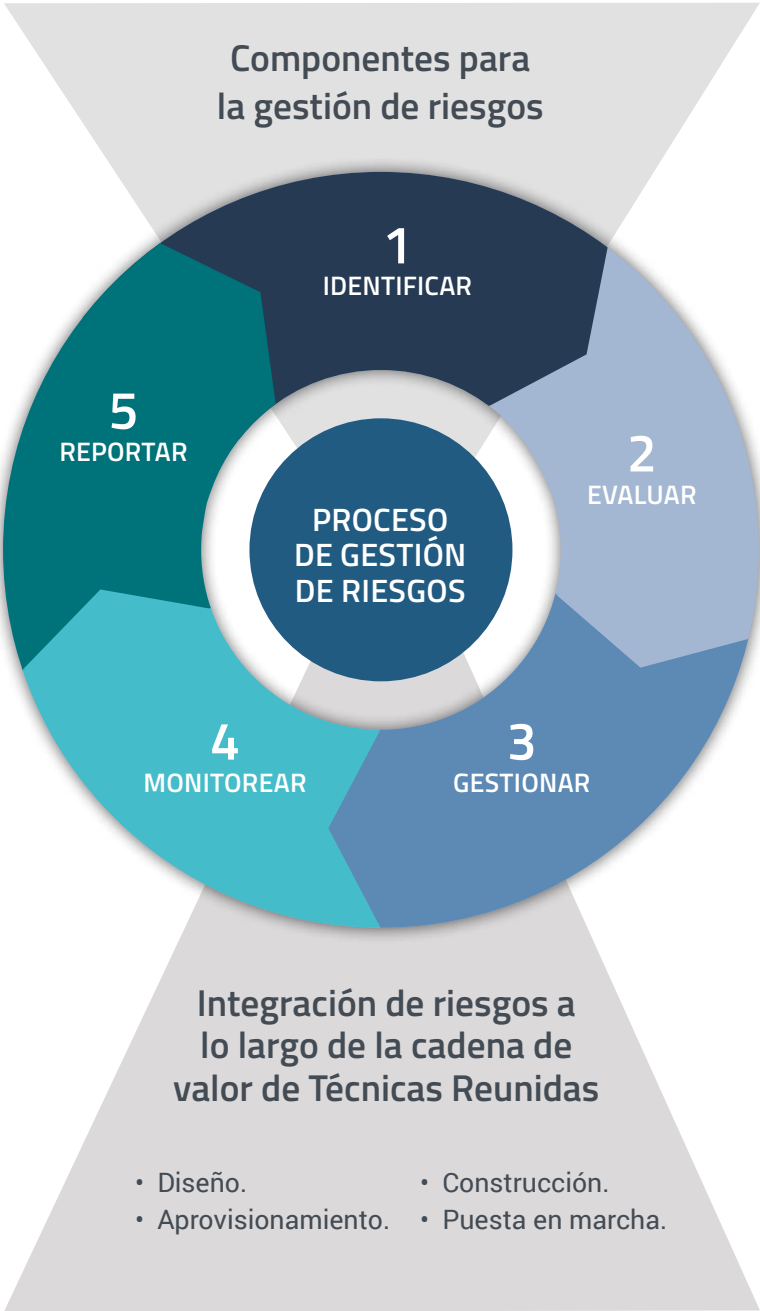 Componentes para
la gestión de riesgos
1
IDENTIFICAR
2
EVALUAR
3
GESTIONAR
4
MONITOREAR
5
REPORTAR
PROCESO
DE GESTIÓN
DE RIESGOS
Integración de riesgos a
lo largo de la cadena de
valor de Técnicas Reunidas
• Diseño.
• Aprovisionamiento.
• Construcción.
• Puesta en marcha.